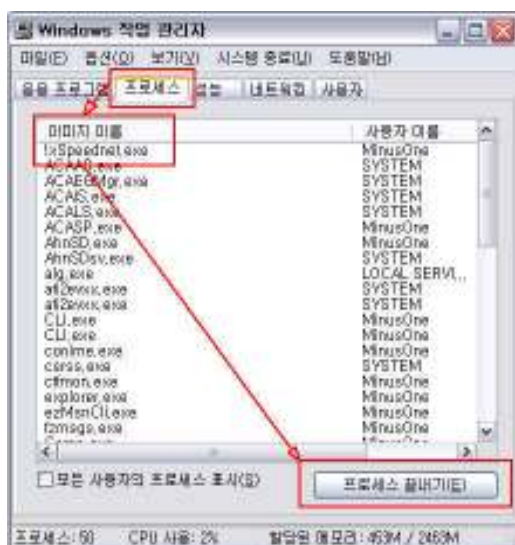 Windows 작업 관리자
파일(F) 옵션(O) 보기(V) 시스템 종료(U) 도움말(H)
응용 프로그램 프로세스 성능 네트워킹 사용자
이미지 이름 사용자 이름
!xSpeednet.exe MinusOne
SYSTEM
ACAEGMgr.exe SYSTEM
ACAIS.exe SYSTEM
ACALS.exe SYSTEM
ACASP.exe MinusOne
AhnSD.exe MinusOne
AhnSDsv.exe SYSTEM
alg.exe LOCAL SERVI...
ati2evxx.exe SYSTEM
ati2evxx.exe SYSTEM
CLI.exe MinusOne
CLI.exe MinusOne
conime.exe MinusOne
csrss.exe SYSTEM
ctfmon.exe MinusOne
explorer.exe MinusOne
ezMsnCli.exe MinusOne
fzmsgs.exe MinusOne
모든 사용자의 프로세스 표시(S) 프로세스 끝내기(E)
프로세스: 50 CPU 사용: 2% 할당된 메모리: 469M / 2463M